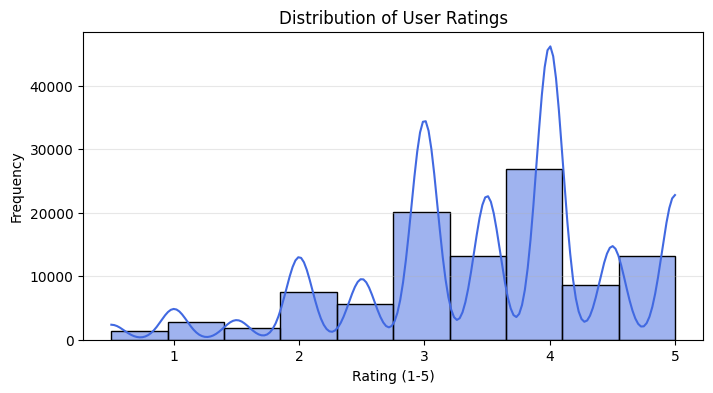 Distribution of User Ratings
Frequency
40000
30000
20000
10000
0
1 2 3 4 5
Rating (1-5)